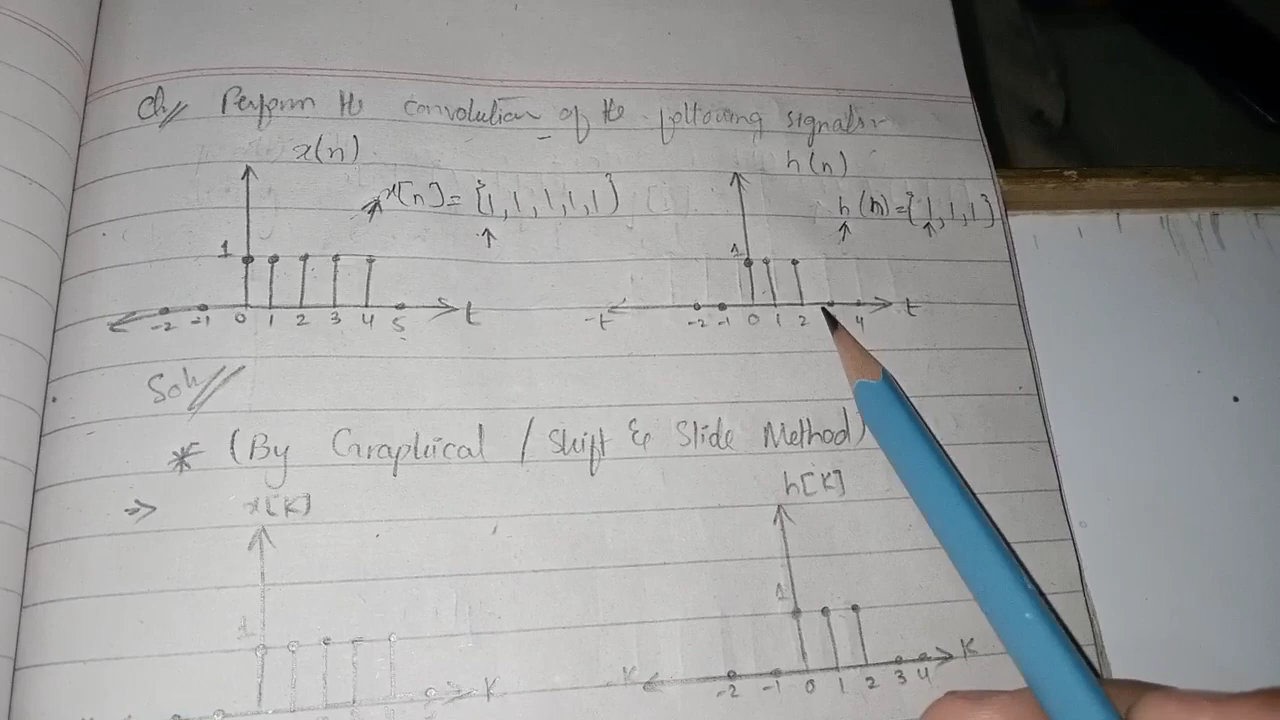 Perform the convolution of the following signals:-
x(n) h(n)
x[n] = {1,1,1,1,1} h(n)={1,1,1}
↑ ↑ ↑
1 1
-2 -1 0 1 2 3 4 5 t -t -2 -1 0 1 2 4 t
Soln//
* (By Graphical / Shift & Slide Method)
⇒ x[K] h[K]
1 1
K K -2 -1 0 1 2 3 4 K